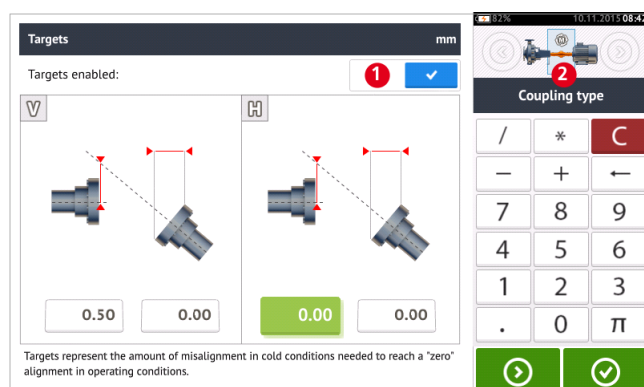 Targets mm
Targets enabled:
1
V H
0.50 0.00 0.00 0.00
Targets represent the amount of misalignment in cold conditions needed to reach a "zero"
alignment in operating conditions.
82% 10.11.2015 08:42
M
2
Coupling type
/ * C
− + ←
7 8 9
4 5 6
1 2 3
. 0 π